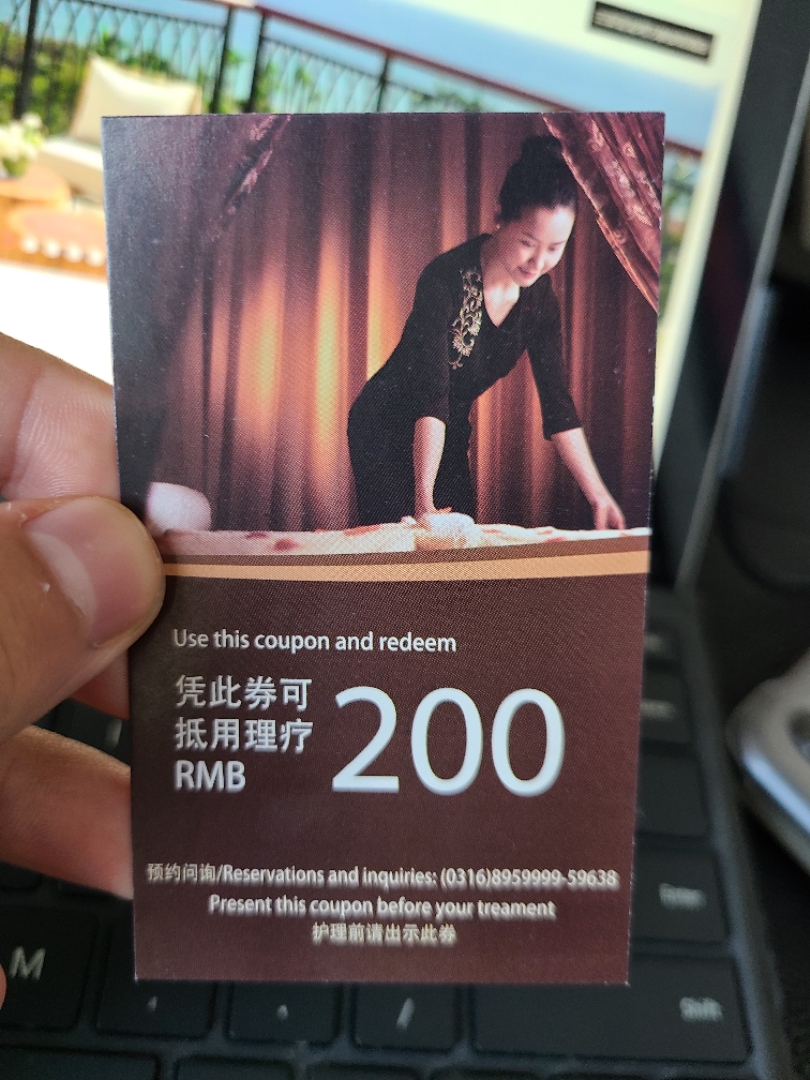 Use this coupon and redeem
凭此券可
抵用理疗
RMB 200
预约问询/Reservations and inquiries: (0316)8959999-59638
Present this coupon before your treament
护理前请出示此券
M
Enter
Shift